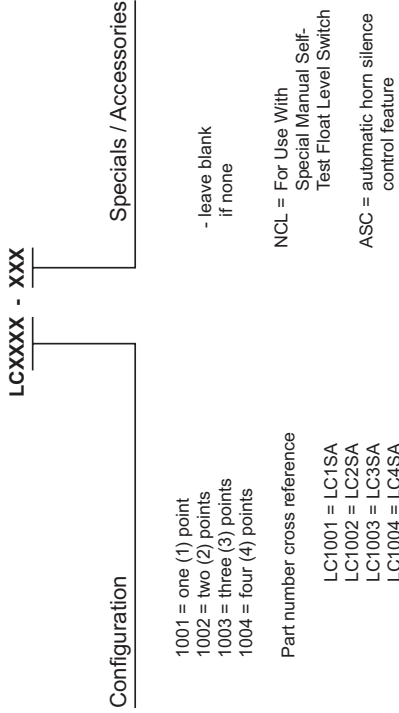 LCXXXX - XXX
Configuration
1001 = one (1) point
1002 = two (2) points
1003 = three (3) points
1004 = four (4) points
Part number cross reference
LC1001 = LC1SA
LC1002 = LC2SA
LC1003 = LC3SA
LC1004 = LC4SA
Specials / Accessories
- leave blank
if none
NCL = For Use With
Special Manual Self-
Test Float Level Switch
ASC = automatic horn silence
control feature